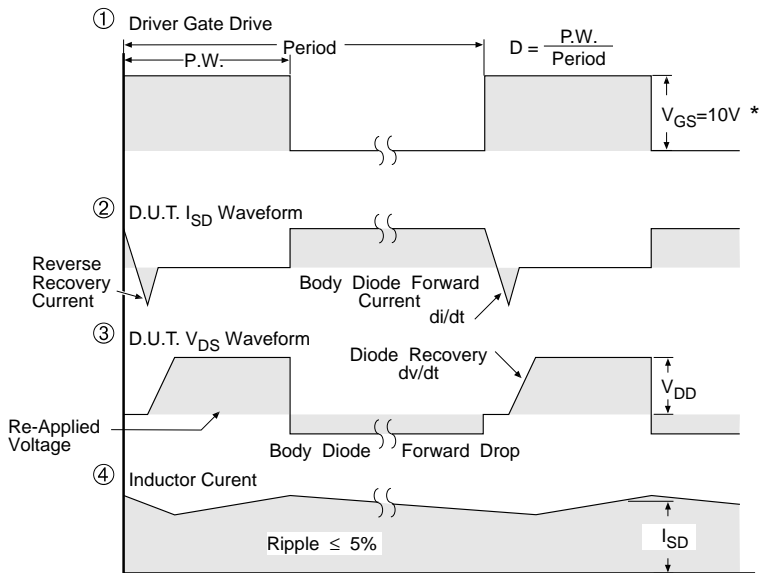 ① Driver Gate Drive
Period
P.W.
D = P.W. / Period
V_GS=10V *
② D.U.T. I_SD Waveform
Reverse
Recovery
Current
Body Diode Forward
Current
di/dt
③ D.U.T. V_DS Waveform
Diode Recovery
dv/dt
V_DD
Re-Applied
Voltage
Body Diode Forward Drop
④ Inductor Curent
Ripple ≤ 5%
I_SD